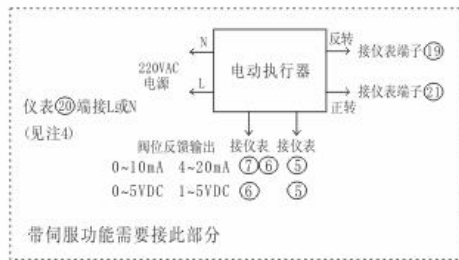 N
反转
接仪表端子⑲
220VAC
电源
电动执行器
L
接仪表端子㉑
正转
仪表⑳端接L或N
(见注4)
阀位反馈输出 接仪表 接仪表
0~10mA 4~20mA ⑦⑥ ⑤
0~5VDC 1~5VDC ⑥ ⑤
带伺服功能需要接此部分